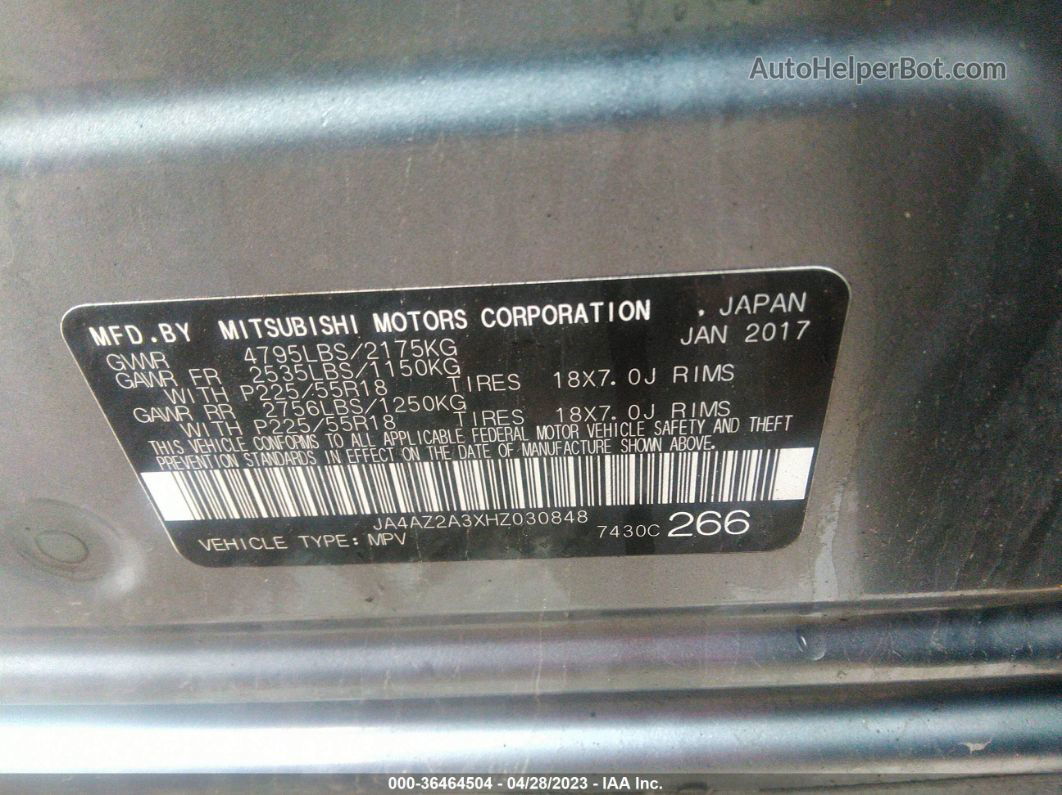 AutoHelperBot.com
MFD.BY MITSUBISHI MOTORS CORPORATION . JAPAN
GVWR 4795LBS/2175KG JAN 2017
GAWR FR 2535LBS/1150KG
WITH P225/55R18 TIRES 18X7.0J RIMS
GAWR RR 2756LBS/1250KG
WITH P225/55R18 TIRES 18X7.0J RIMS
THIS VEHICLE CONFORMS TO ALL APPLICABLE FEDERAL MOTOR VEHICLE SAFETY AND THEFT
PREVENTION STANDARDS IN EFFECT ON THE DATE OF MANUFACTURE SHOWN ABOVE.
JA4AZ2A3XHZ030848
VEHICLE TYPE: MPV 7430C 266
000-36464504 - 04/28/2023 - IAA Inc.